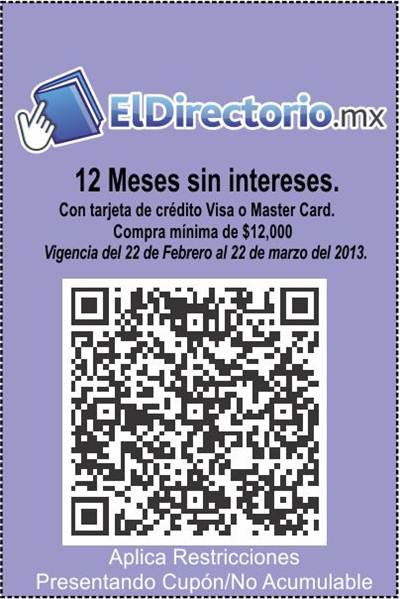 ElDirectorio.mx
12 Meses sin intereses.
Con tarjeta de crédito Visa o Master Card.
Compra mínima de $12,000
Vigencia del 22 de Febrero al 22 de marzo del 2013.
Aplica Restricciones
Presentando Cupón/No Acumulable